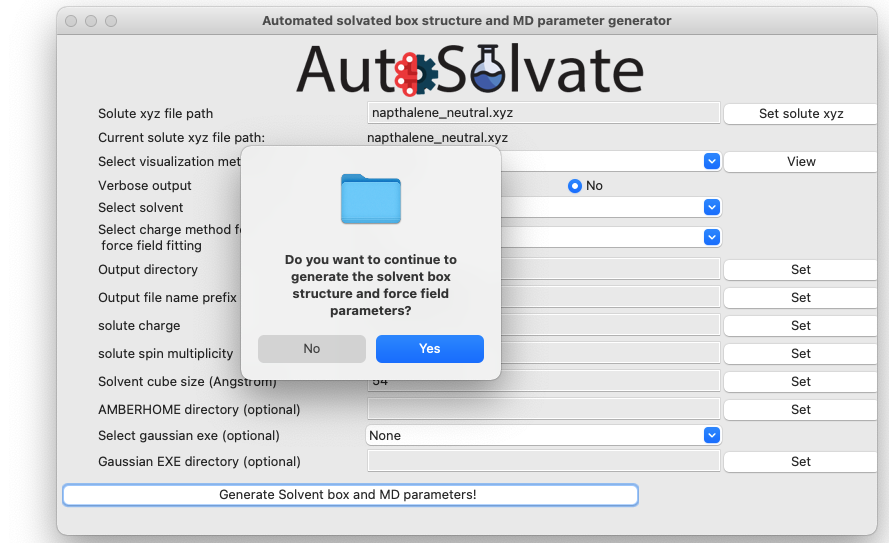 Automated solvated box structure and MD parameter generator
AutoSolvate
Solute xyz file path
napthalene_neutral.xyz
Set solute xyz
Current solute xyz file path:
napthalene_neutral.xyz
Select visualization
View
Verbose output
No
Select solvent
Select charge method
force field fitting
Output directory
Set
Output file name prefix
Set
solute charge
Set
solute spin multiplicity
Set
Solvent cube size (Angstrom)
54
Set
AMBERHOME directory (optional)
Set
Select gaussian exe (optional)
None
Gaussian EXE directory (optional)
Set
Generate Solvent box and MD parameters!
Do you want to continue to
generate the solvent box
structure and force field
parameters?
No
Yes